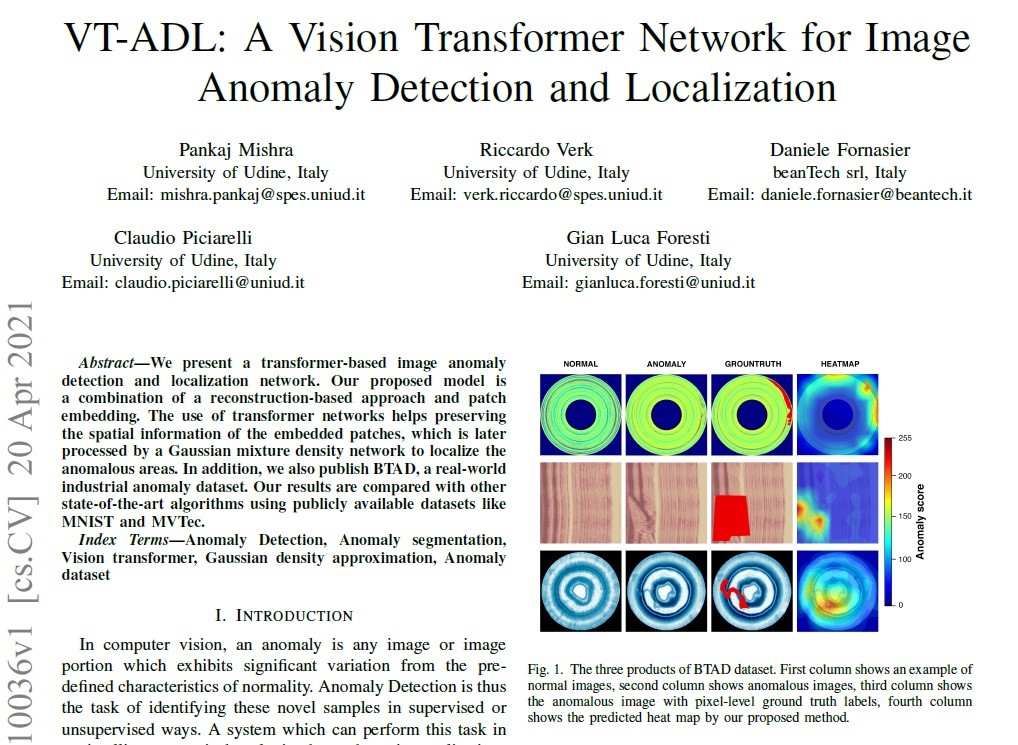 VT-ADL: A Vision Transformer Network for Image
Anomaly Detection and Localization
Pankaj Mishra
University of Udine, Italy
Email: mishra.pankaj@spes.uniud.it
Riccardo Verk
University of Udine, Italy
Email: verk.riccardo@spes.uniud.it
Daniele Fornasier
beanTech srl, Italy
Email: daniele.fornasier@beantech.it
Claudio Piciarelli
University of Udine, Italy
Email: claudio.piciarelli@uniud.it
Gian Luca Foresti
University of Udine, Italy
Email: gianluca.foresti@uniud.it
10036v1 [cs.CV] 20 Apr 2021
Abstract—We present a transformer-based image anomaly
detection and localization network. Our proposed model is
a combination of a reconstruction-based approach and patch
embedding. The use of transformer networks helps preserving
the spatial information of the embedded patches, which is later
processed by a Gaussian mixture density network to localize the
anomalous areas. In addition, we also publish BTAD, a real-world
industrial anomaly dataset. Our results are compared with other
state-of-the-art algorithms using publicly available datasets like
MNIST and MVTec.
Index Terms—Anomaly Detection, Anomaly segmentation,
Vision transformer, Gaussian density approximation, Anomaly
dataset
I. INTRODUCTION
In computer vision, an anomaly is any image or image
portion which exhibits significant variation from the pre-
defined characteristics of normality. Anomaly Detection is thus
the task of identifying these novel samples in supervised or
unsupervised ways. A system which can perform this task in
NORMAL ANOMALY GROUNTRUTH HEATMAP
255
200
150
100
0
Anomaly score
Fig. 1. The three products of BTAD dataset. First column shows an example of
normal images, second column shows anomalous images, third column shows
the anomalous image with pixel-level ground truth labels, fourth column
shows the predicted heat map by our proposed method.